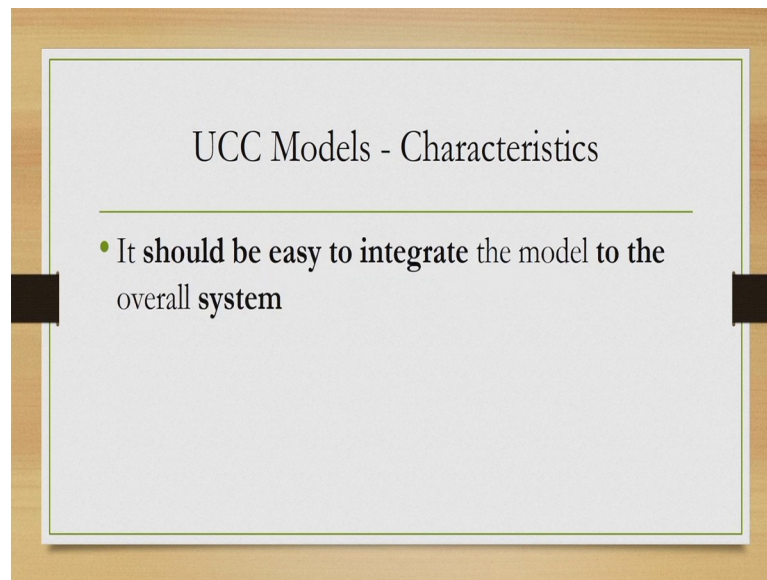 UCC Models - Characteristics
• It should be easy to integrate the model to the
overall system